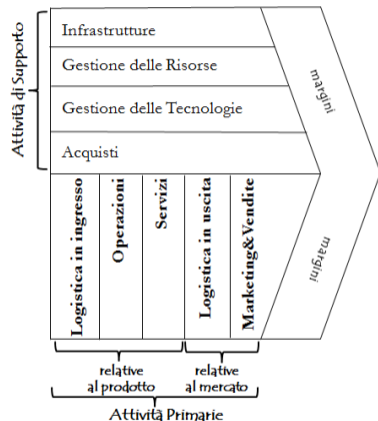 Attività di Supporto
Infrastrutture
Gestione delle Risorse
Gestione delle Tecnologie
Acquisti
margini
margini
Logistica in ingresso
Operazioni
Servizi
Logistica in uscita
Marketing&Vendite
relative
al prodotto
relative
al mercato
Attività Primarie